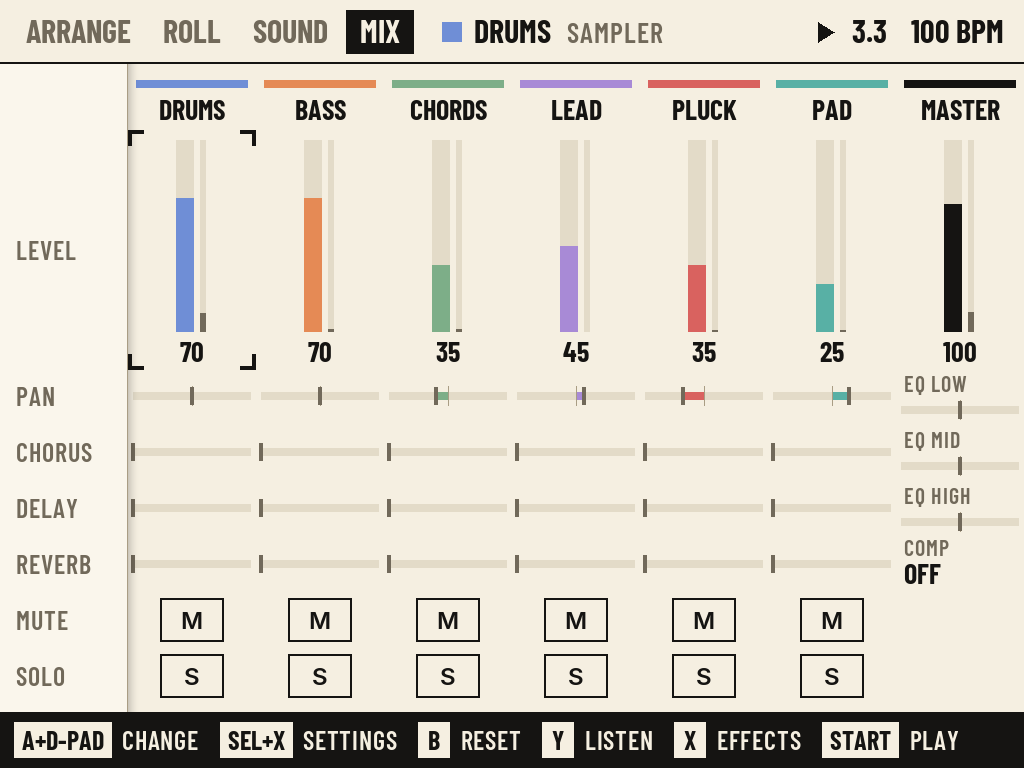 ARRANGE ROLL SOUND MIX DRUMS SAMPLER 3.3 100 BPM
DRUMS BASS CHORDS LEAD PLUCK PAD MASTER
LEVEL
70 70 35 45 35 25 100
PAN EQ LOW
CHORUS EQ MID
DELAY EQ HIGH
REVERB COMP
OFF
MUTE M M M M M M
SOLO S S S S S S
A+D-PAD CHANGE SEL+X SETTINGS B RESET Y LISTEN X EFFECTS START PLAY